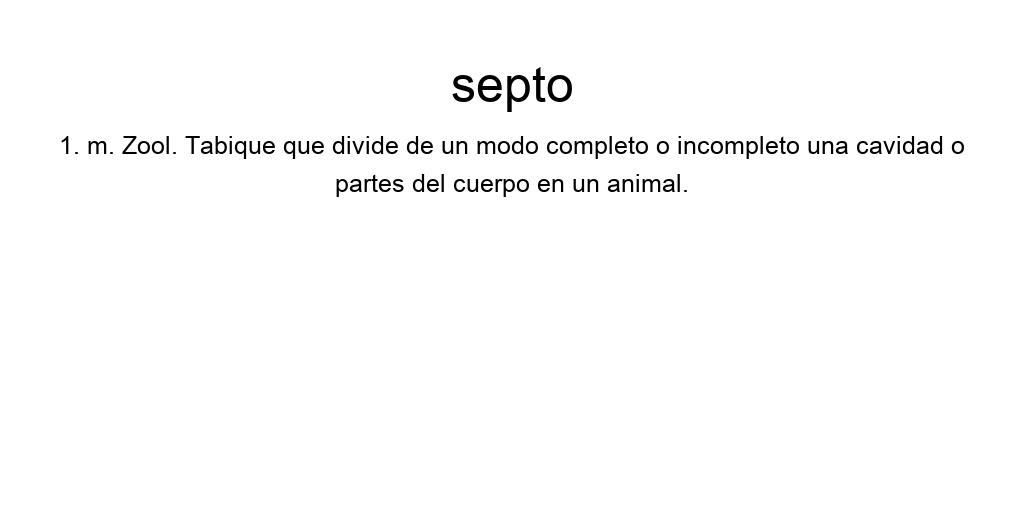 septo
1. m. Zool. Tabique que divide de un modo completo o incompleto una cavidad o
partes del cuerpo en un animal.